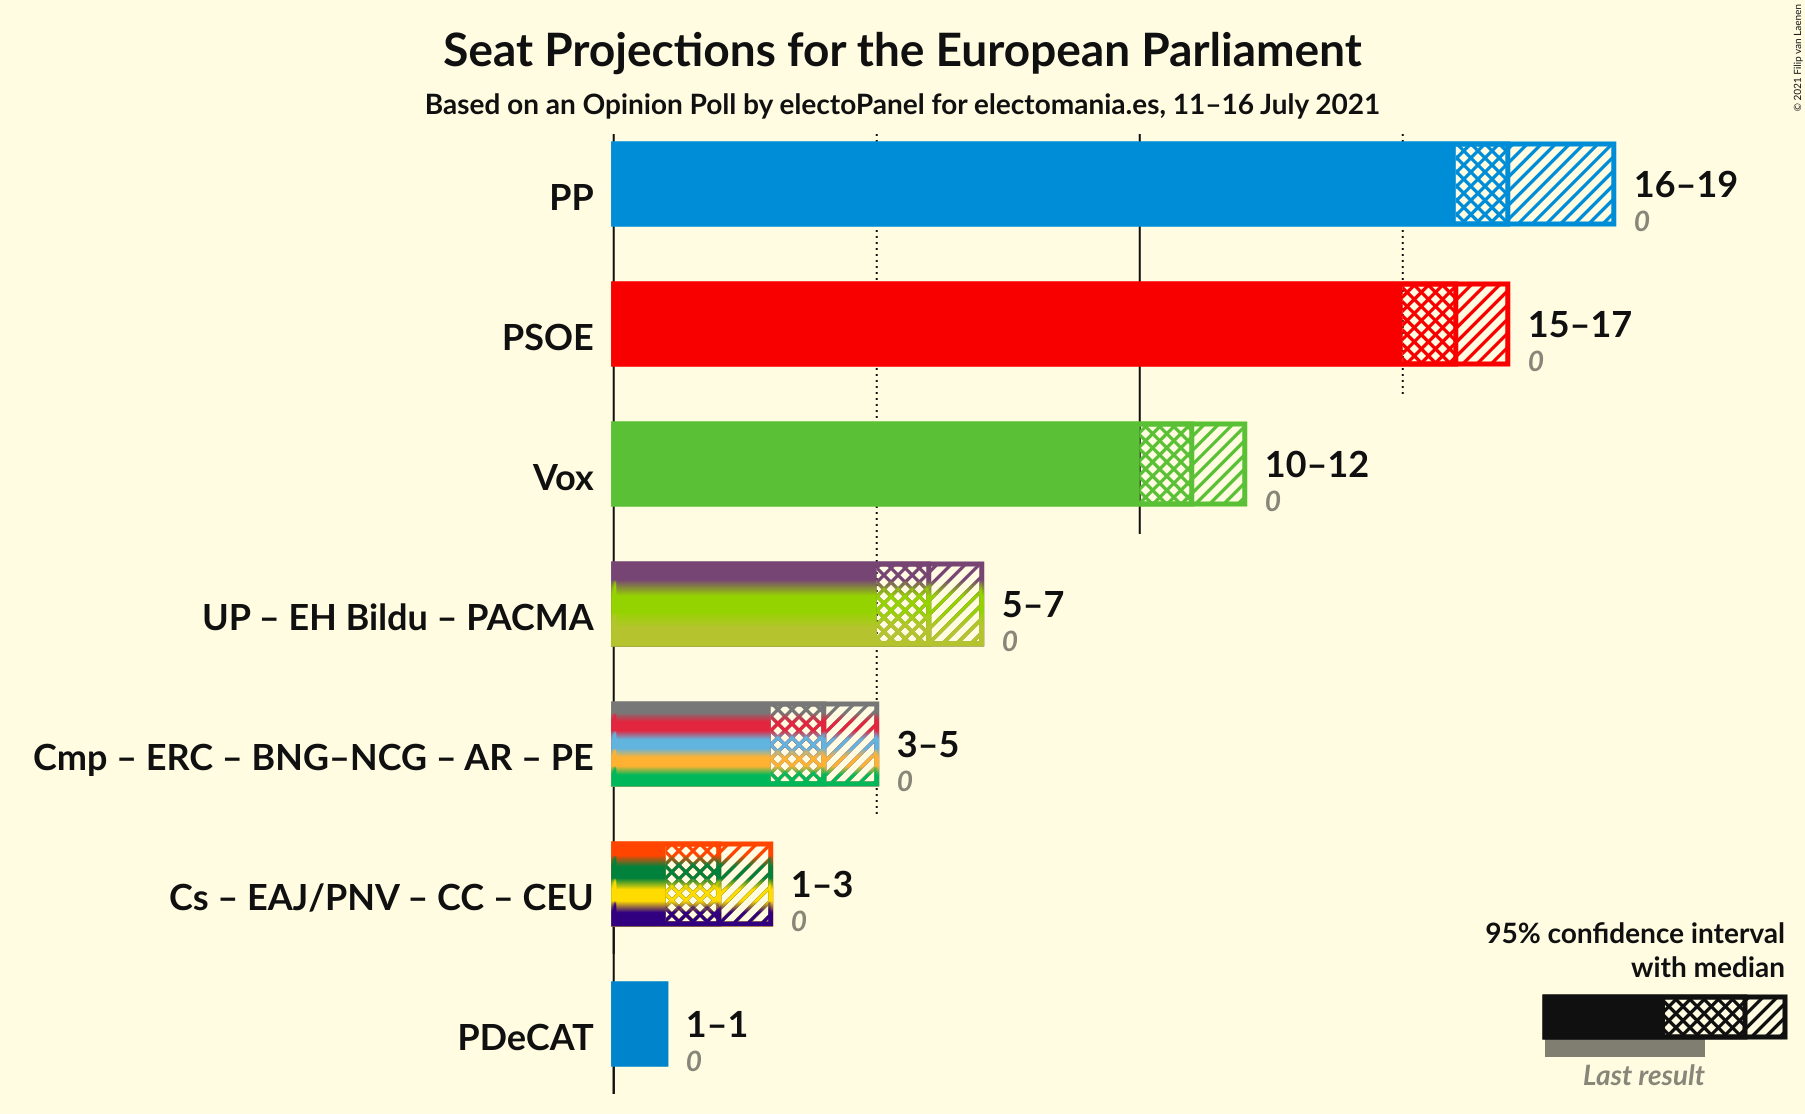 Seat Projections for the European Parliament
Based on an Opinion Poll by electoPanel for electomania.es, 11–16 July 2021
© 2021 Filip van Laenen
PP
16–19
0
PSOE
15–17
0
Vox
10–12
0
UP – EH Bildu – PACMA
5–7
0
Cmp – ERC – BNG–NCG – AR – PE
3–5
0
Cs – EAJ/PNV – CC – CEU
1–3
0
PDeCAT
1–1
0
95% confidence interval
with median
Last result